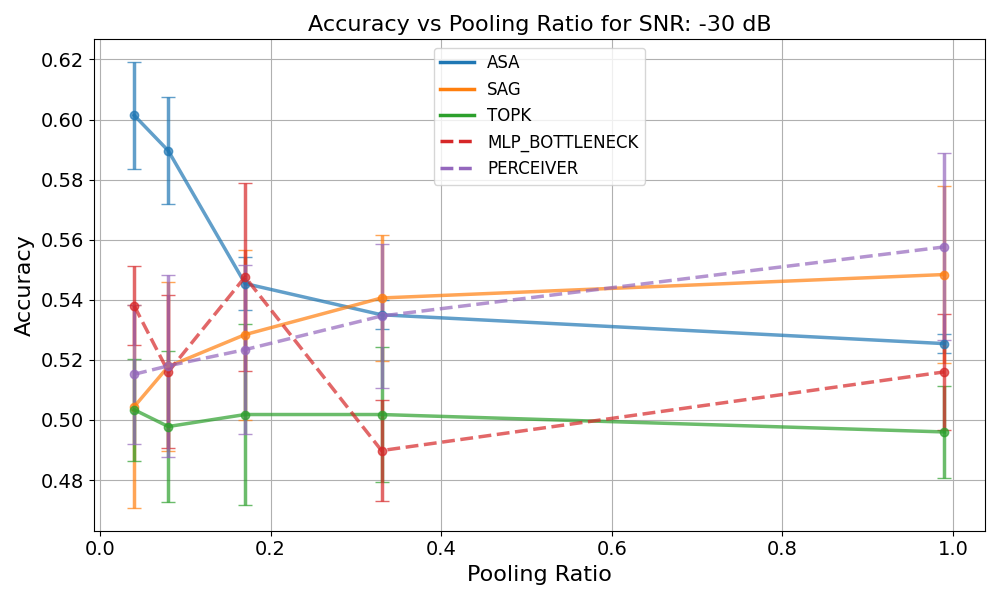 Accuracy vs Pooling Ratio for SNR: -30 dB
ASA
SAG
TOPK
MLP_BOTTLENECK
PERCEIVER
Accuracy
0.62
0.60
0.58
0.56
0.54
0.52
0.50
0.48
0.0 0.2 0.4 0.6 0.8 1.0
Pooling Ratio